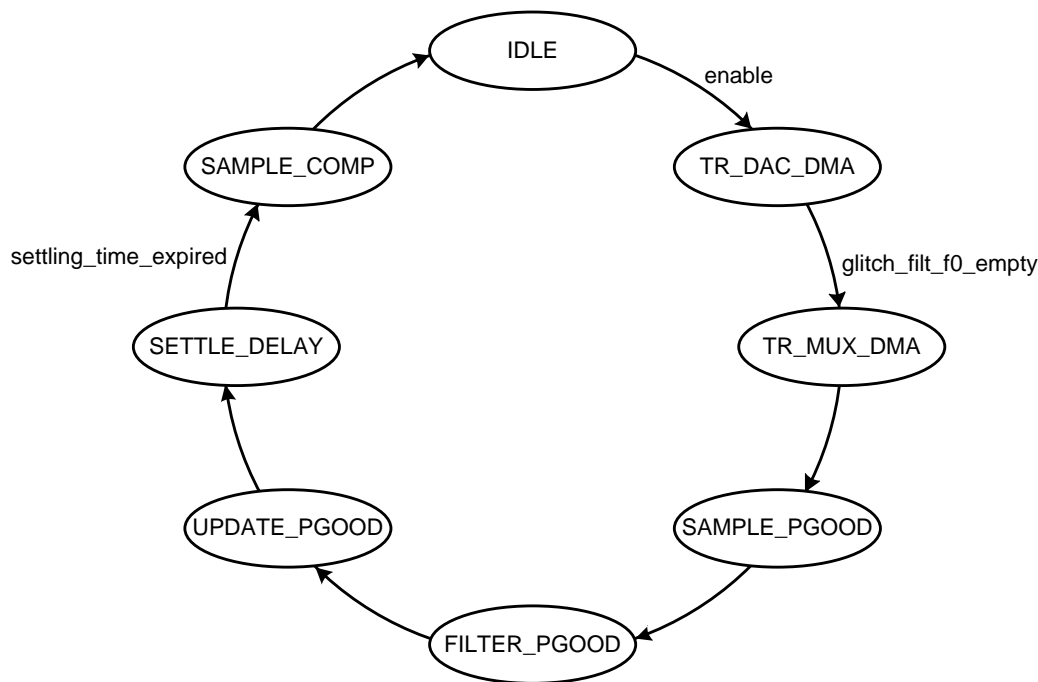 IDLE
enable
SAMPLE_COMP
TR_DAC_DMA
settling_time_expired
glitch_filt_f0_empty
SETTLE_DELAY
TR_MUX_DMA
UPDATE_PGOOD
SAMPLE_PGOOD
FILTER_PGOOD